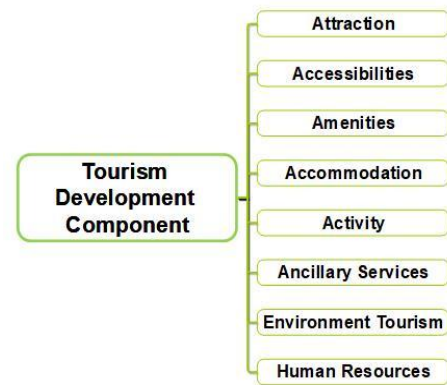 Tourism
Development
Component
Attraction
Accessibilities
Amenities
Accommodation
Activity
Ancillary Services
Environment Tourism
Human Resources